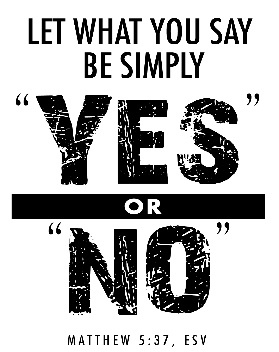 LET WHAT YOU SAY
BE SIMPLY
“YES”
OR
“NO”
MATTHEW 5:37, ESV